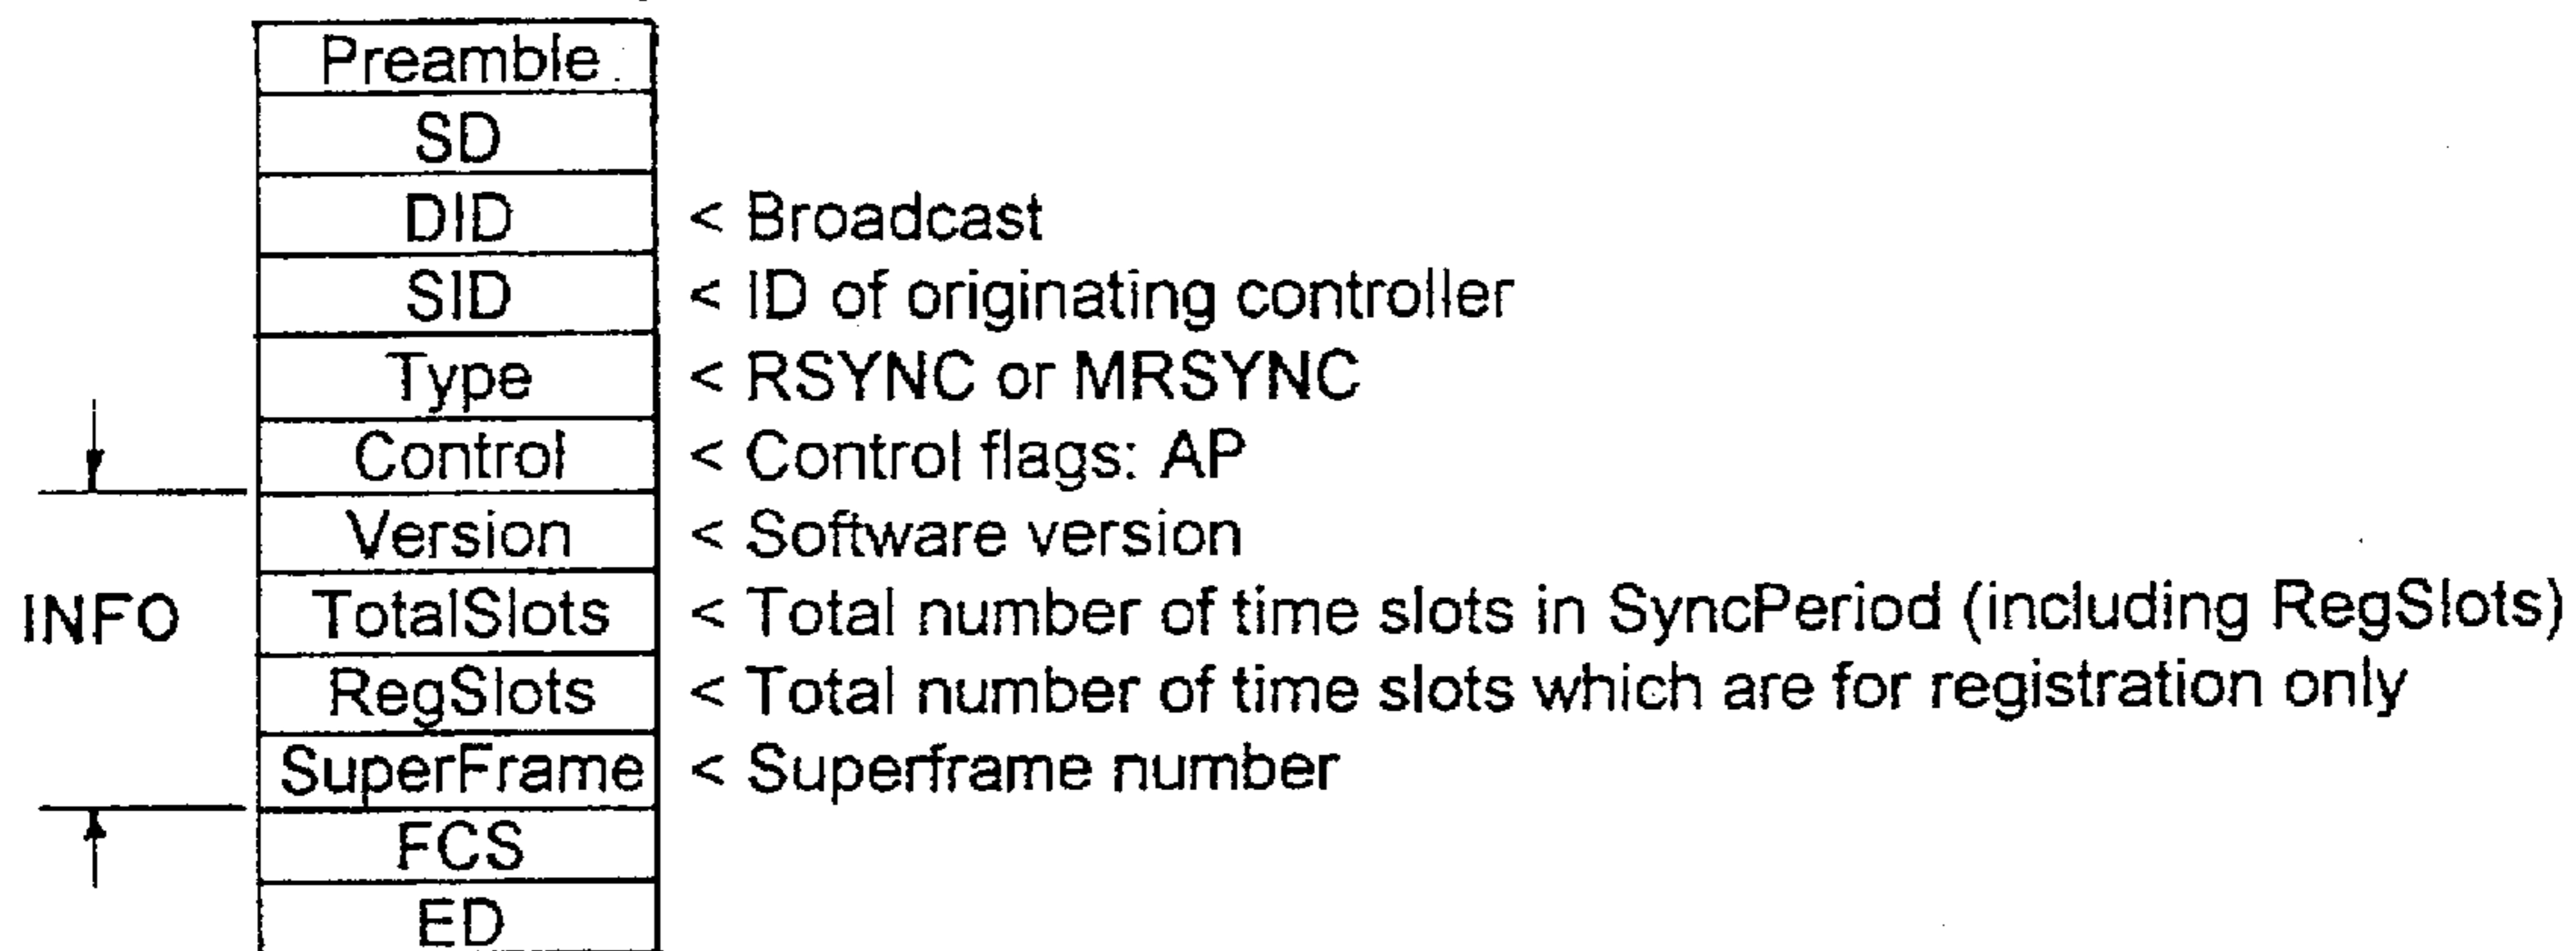 Preamble
SD
DID < Broadcast
SID < ID of originating controller
Type < RSYNC or MRSYNC
Control < Control flags: AP
Version < Software version
INFO TotalSlots < Total number of time slots in SyncPeriod (including RegSlots)
RegSlots < Total number of time slots which are for registration only
SuperFrame < Superframe number
FCS
ED